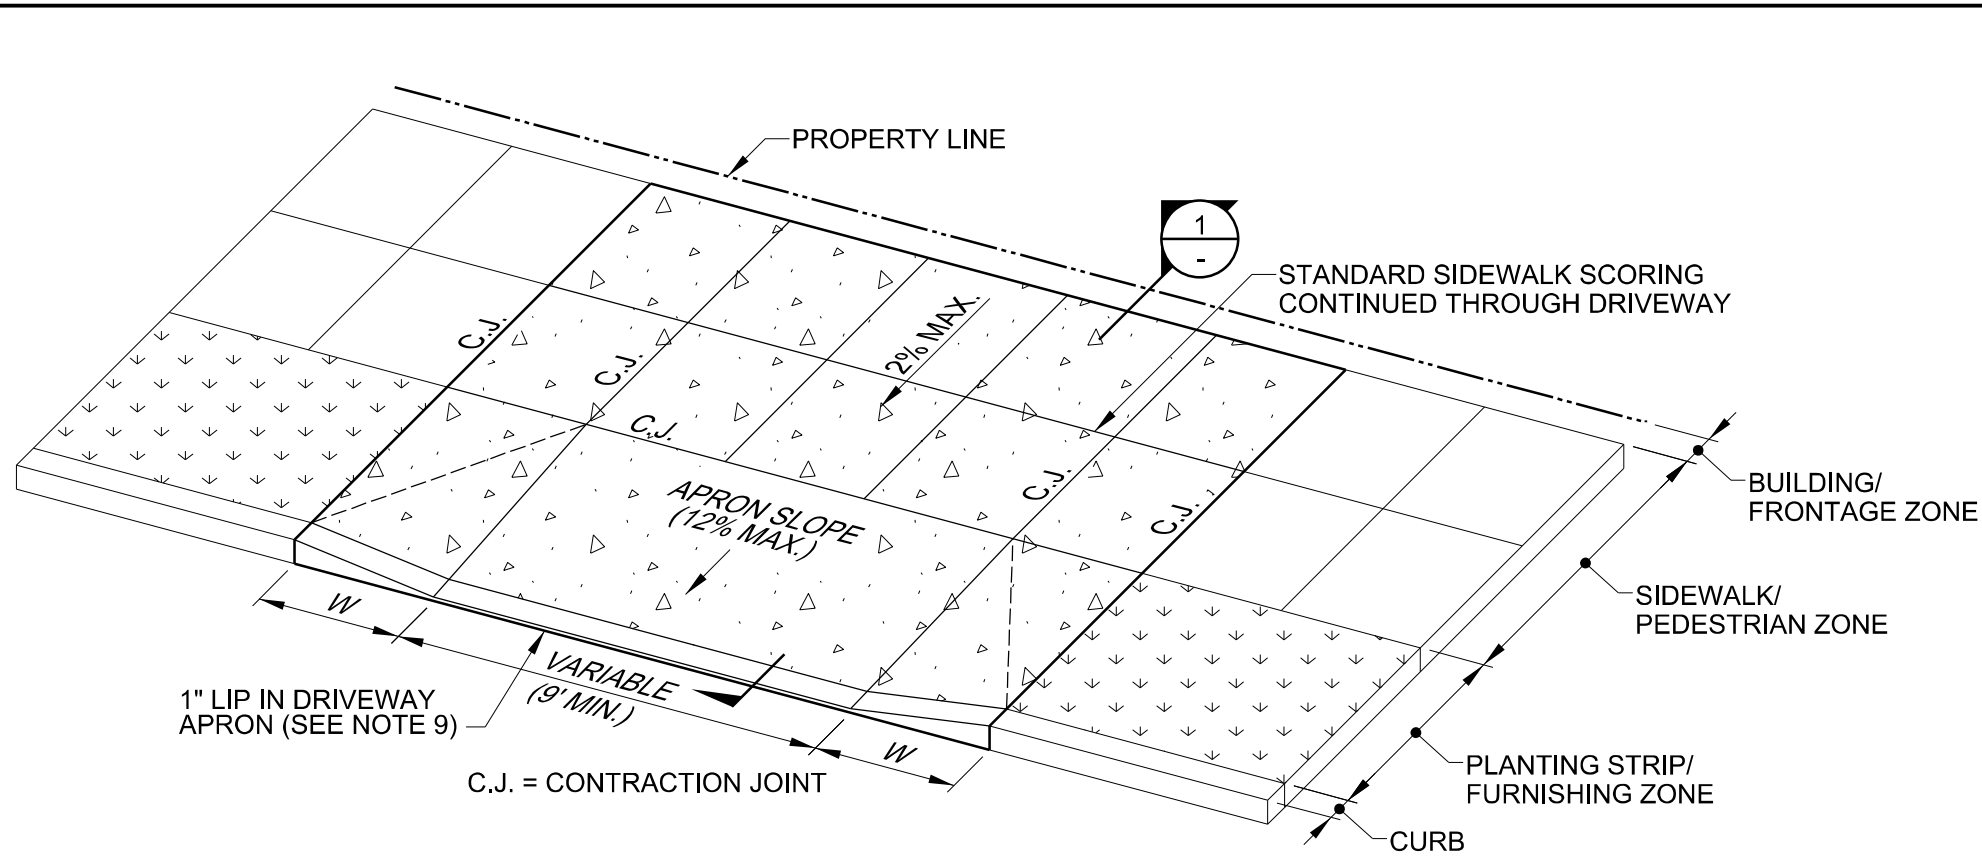 PROPERTY LINE
1
-
STANDARD SIDEWALK SCORING
CONTINUED THROUGH DRIVEWAY
2% MAX.
C.J.
C.J.
C.J.
C.J.
C.J.
APRON SLOPE
(12% MAX.)
BUILDING/
FRONTAGE ZONE
SIDEWALK/
PEDESTRIAN ZONE
W
VARIABLE
(9' MIN.)
W
1" LIP IN DRIVEWAY
APRON (SEE NOTE 9)
C.J. = CONTRACTION JOINT
PLANTING STRIP/
FURNISHING ZONE
CURB